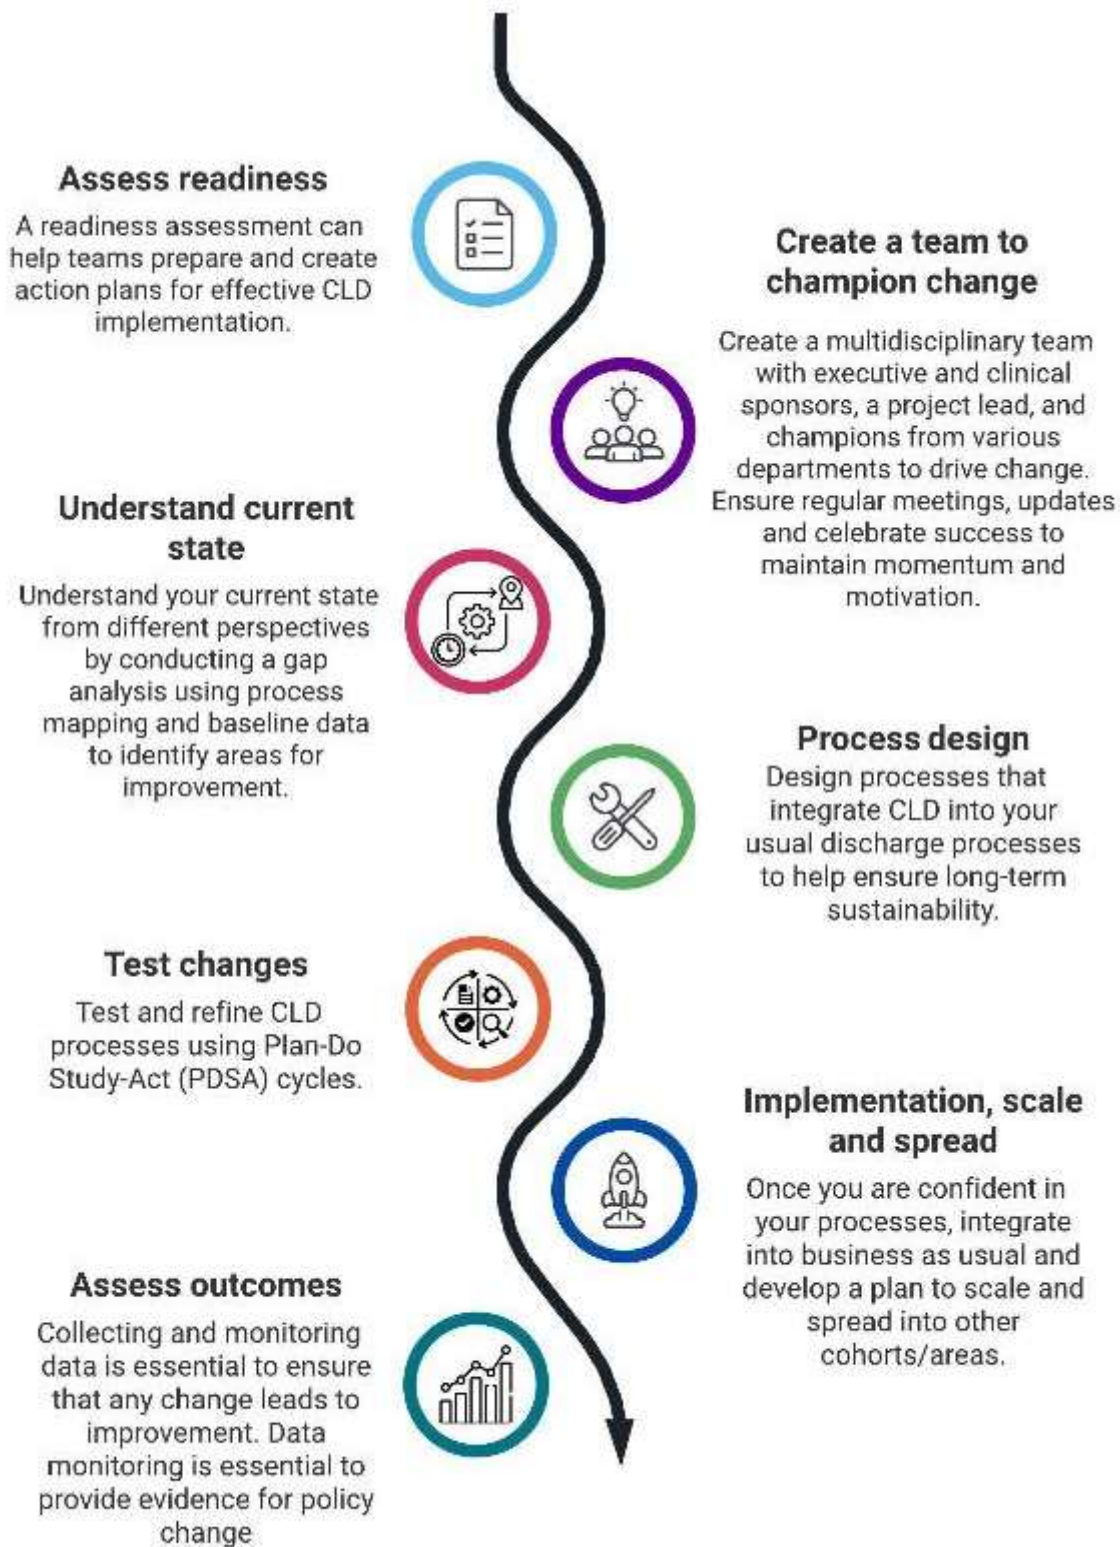 Assess readiness
A readiness assessment can
help teams prepare and create
action plans for effective CLD
implementation.
Create a team to
champion change
Create a multidisciplinary team
with executive and clinical
sponsors, a project lead, and
champions from various
departments to drive change.
Ensure regular meetings, updates
and celebrate success to
maintain momentum and
motivation.
Understand current
state
Understand your current state
from different perspectives
by conducting a gap
analysis using process
mapping and baseline data
to identify areas for
improvement.
Process design
Design processes that
integrate CLD into your
usual discharge processes
to help ensure long-term
sustainability.
Test changes
Test and refine CLD
processes using Plan-Do
Study-Act (PDSA) cycles.
Implementation, scale
and spread
Once you are confident in
your processes, integrate
into business as usual and
develop a plan to scale and
spread into other
cohorts/areas.
Assess outcomes
Collecting and monitoring
data is essential to ensure
that any change leads to
improvement. Data
monitoring is essential to
provide evidence for policy
change